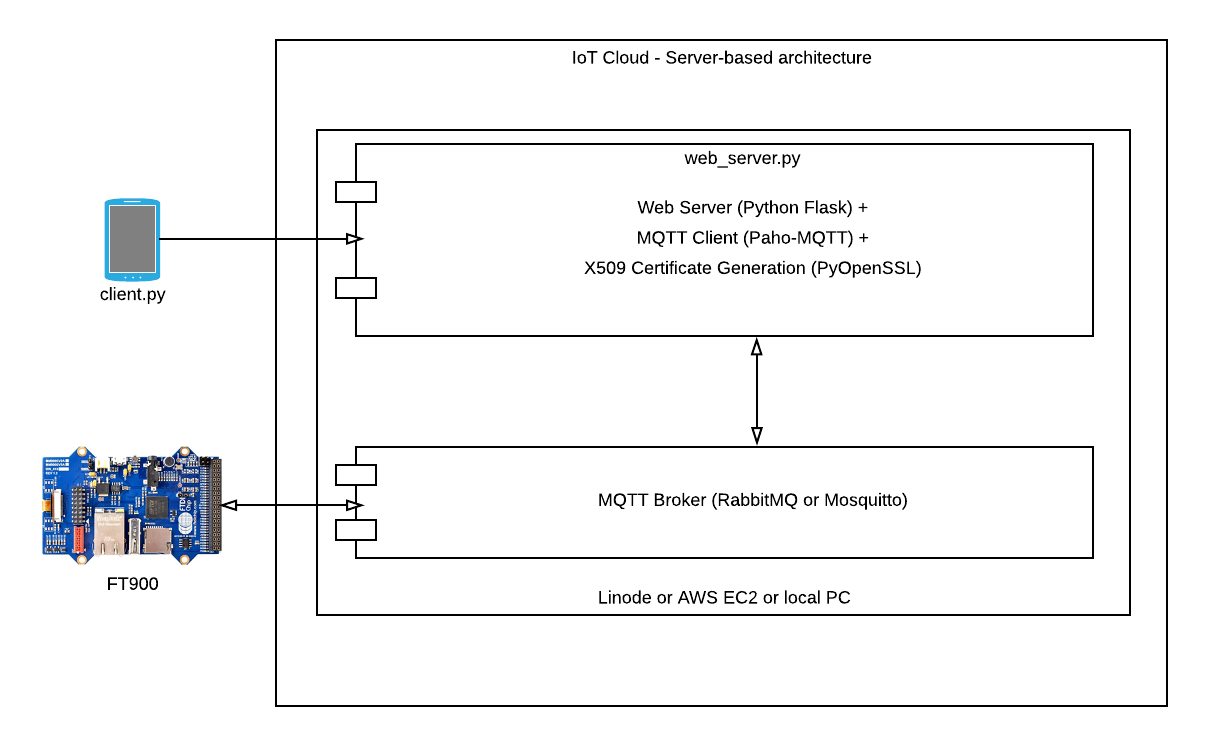 IoT Cloud - Server-based architecture
web_server.py
Web Server (Python Flask) +
MQTT Client (Paho-MQTT) +
X509 Certificate Generation (PyOpenSSL)
client.py
MQTT Broker (RabbitMQ or Mosquitto)
FT900
Linode or AWS EC2 or local PC